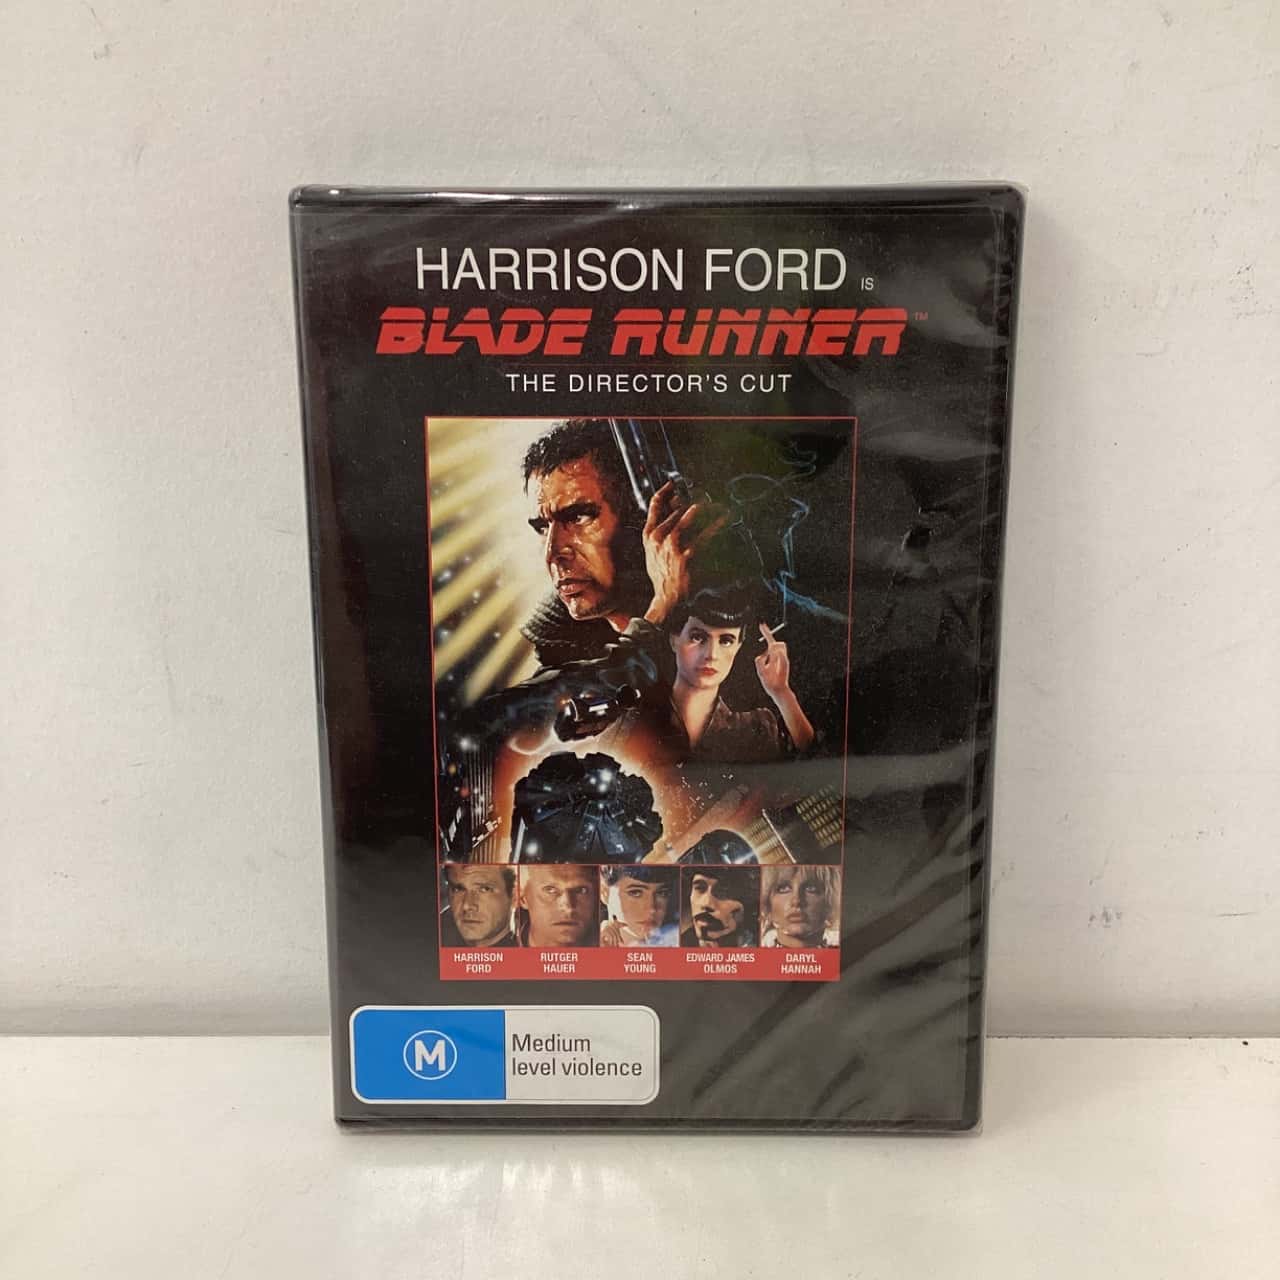 HARRISON FORD IS
BLADE RUNNER™
THE DIRECTOR'S CUT
HARRISON
FORD
RUTGER
HAUER
SEAN
YOUNG
EDWARD JAMES
OLMOS
DARYL
HANNAH
M
Medium
level violence